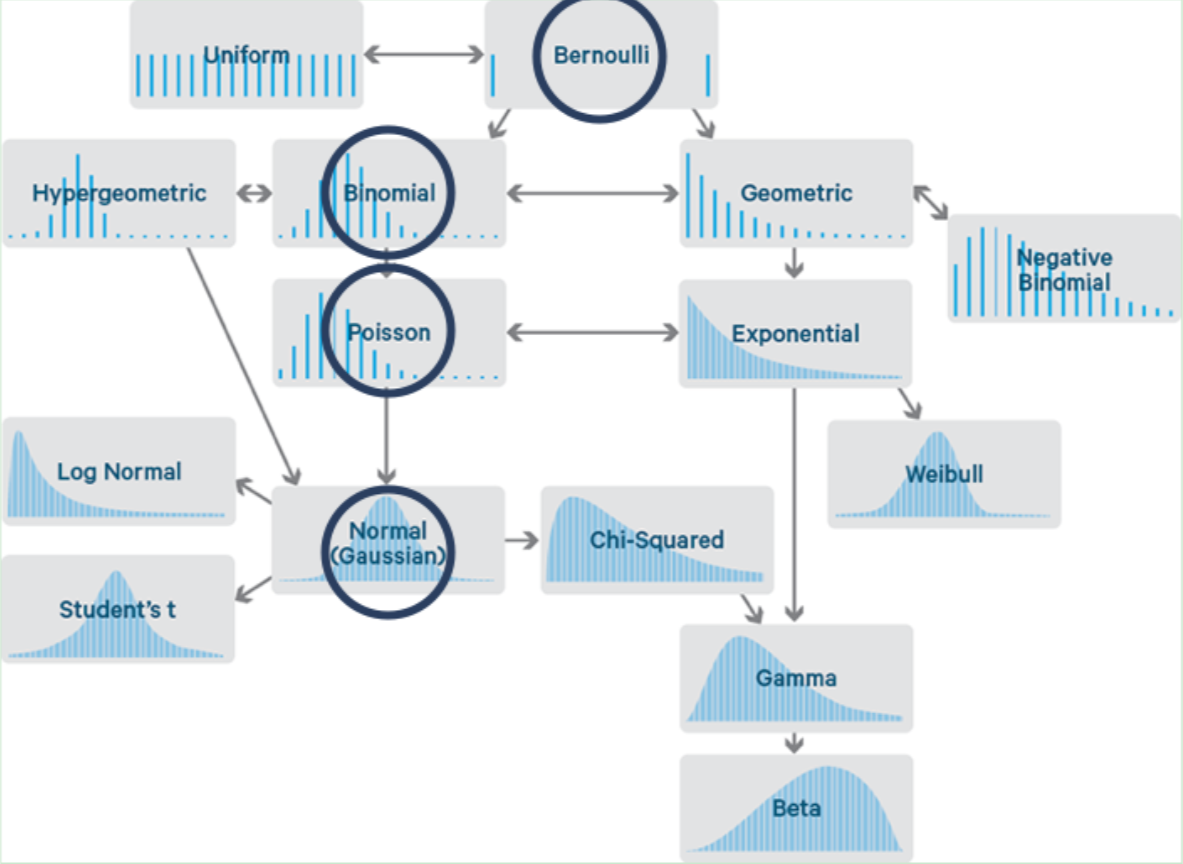 Uniform
Bernoulli
Hypergeometric
Binomial
Geometric
Negative
Binomial
Poisson
Exponential
Log Normal
Weibull
Normal
(Gaussian)
Chi-Squared
Student's t
Gamma
Beta